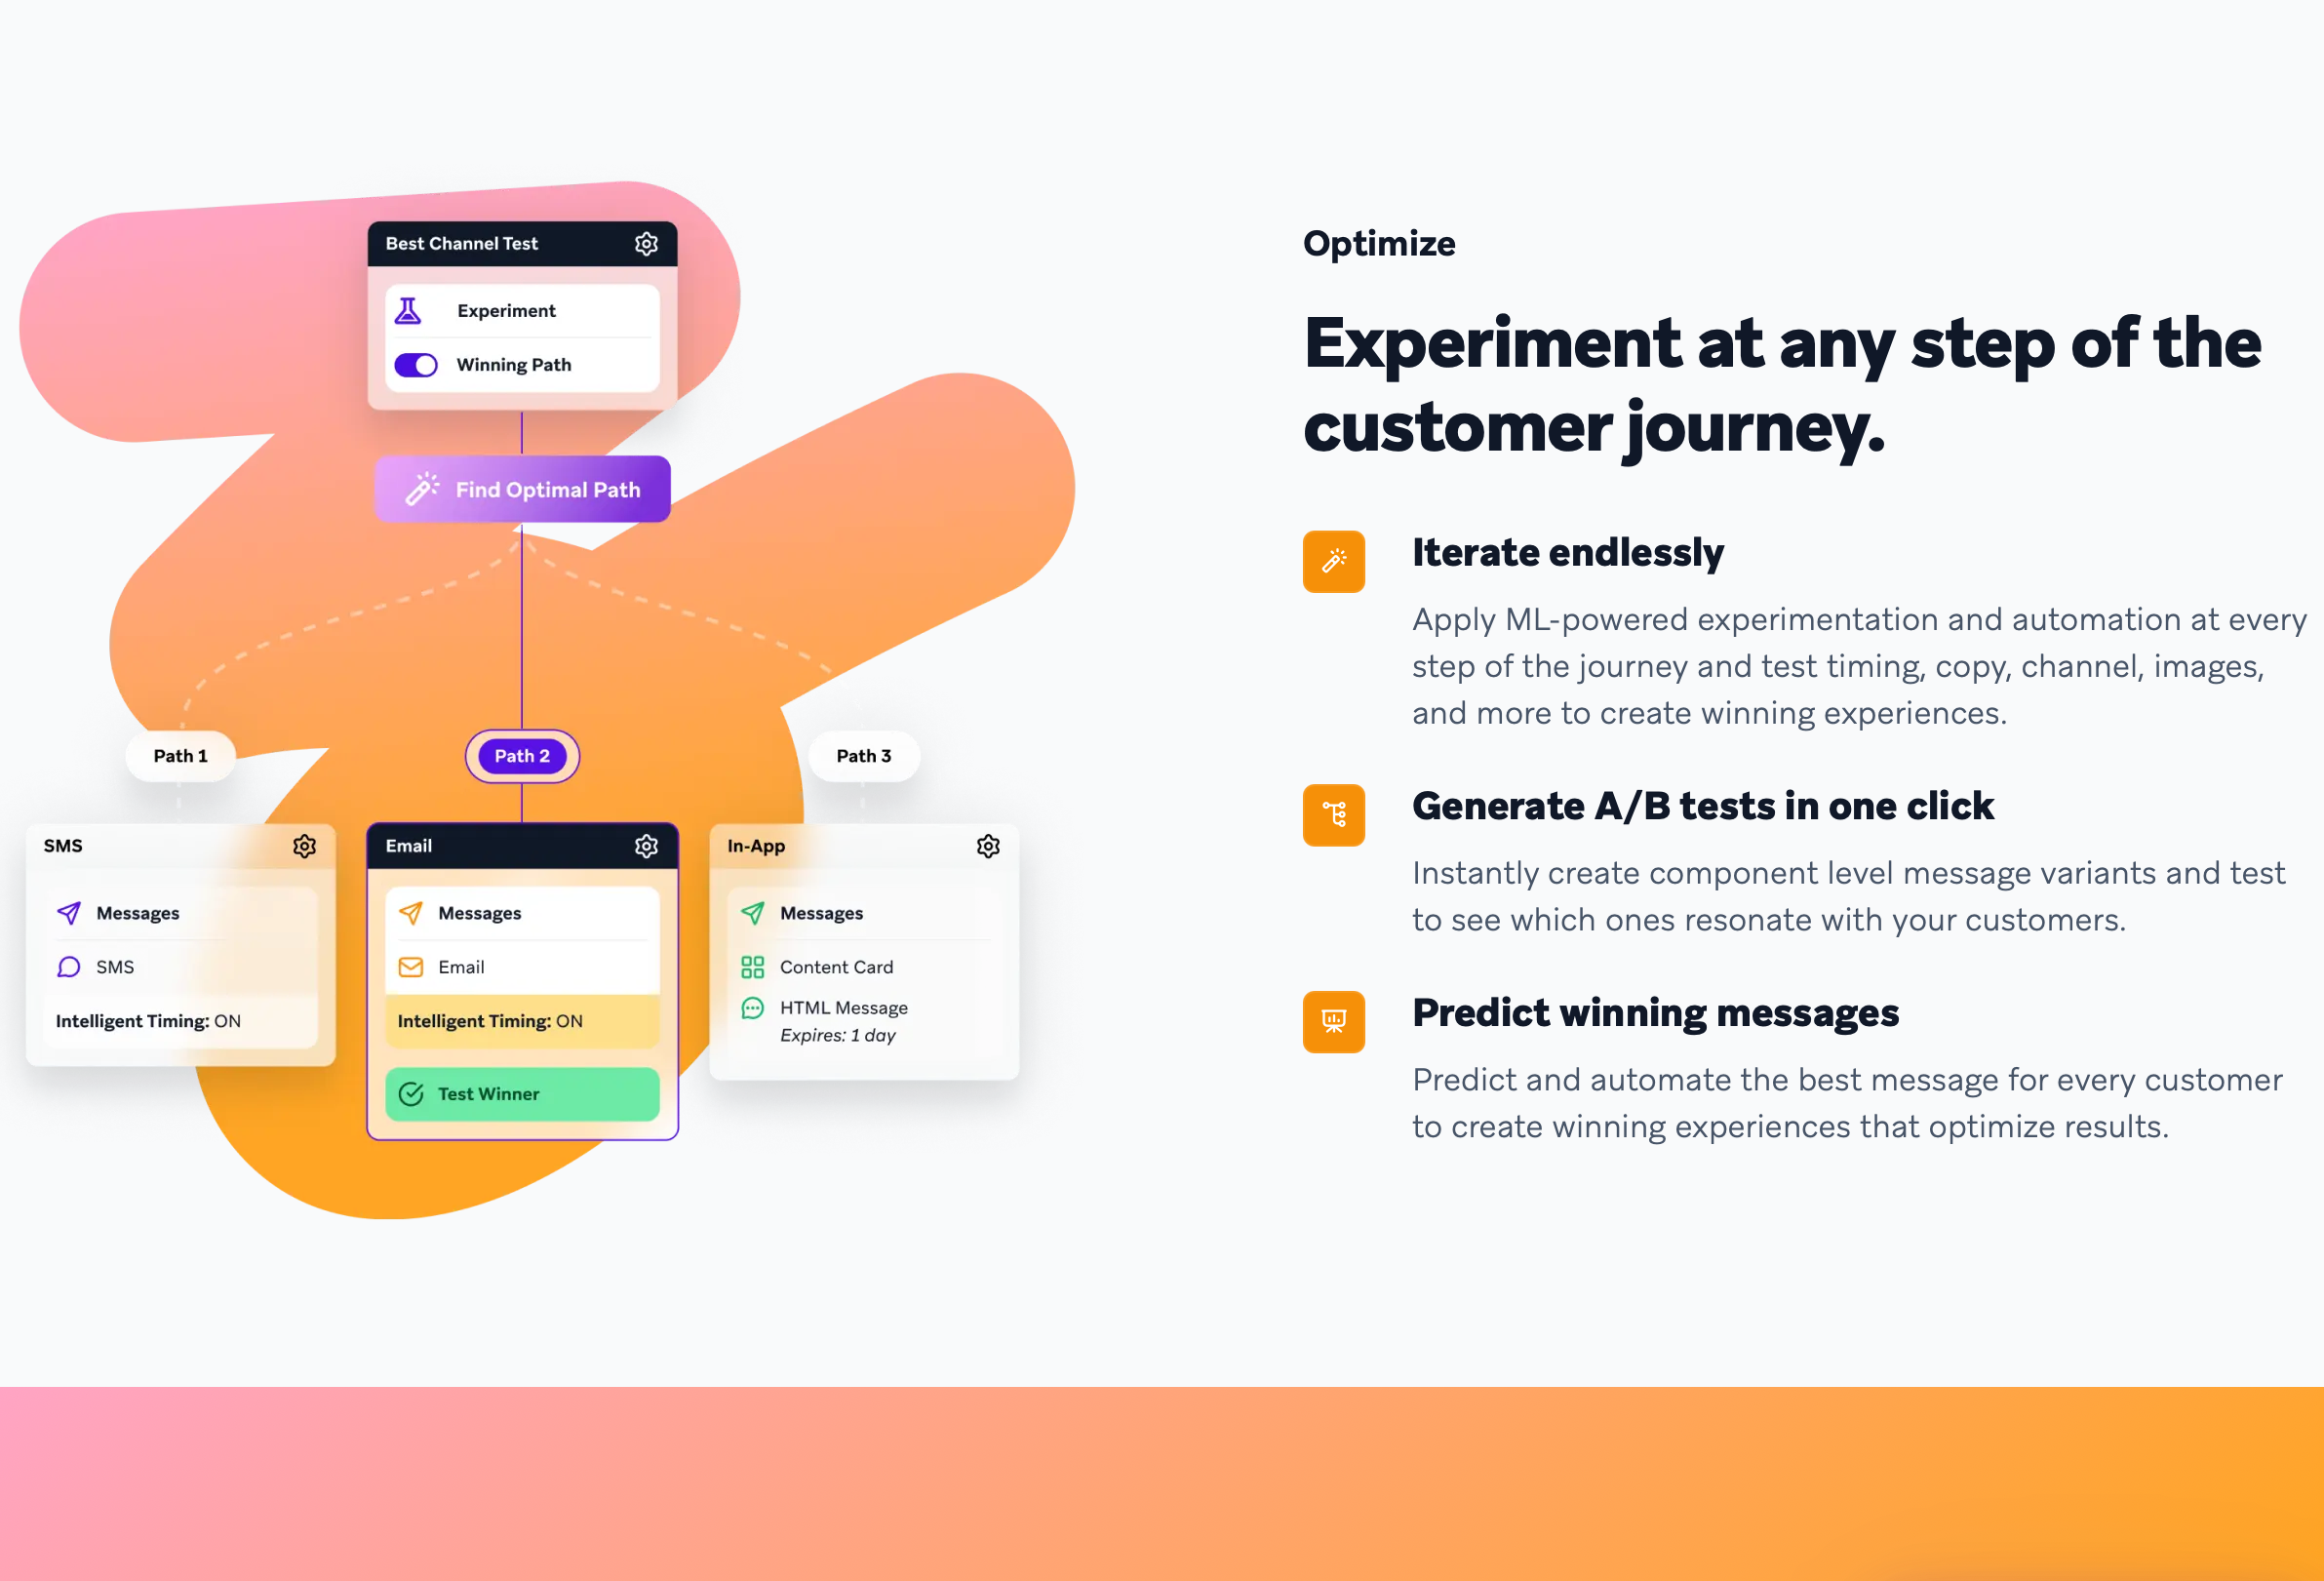 Best Channel Test
Experiment
Winning Path
Find Optimal Path
Path 1
Path 2
Path 3
SMS
Messages
SMS
Intelligent Timing: ON
Email
Messages
Email
Intelligent Timing: ON
Test Winner
In-App
Messages
Content Card
HTML Message
Expires: 1 day
Optimize
Experiment at any step of the
customer journey.
Iterate endlessly
Apply ML-powered experimentation and automation at every
step of the journey and test timing, copy, channel, images,
and more to create winning experiences.
Generate A/B tests in one click
Instantly create component level message variants and test
to see which ones resonate with your customers.
Predict winning messages
Predict and automate the best message for every customer
to create winning experiences that optimize results.